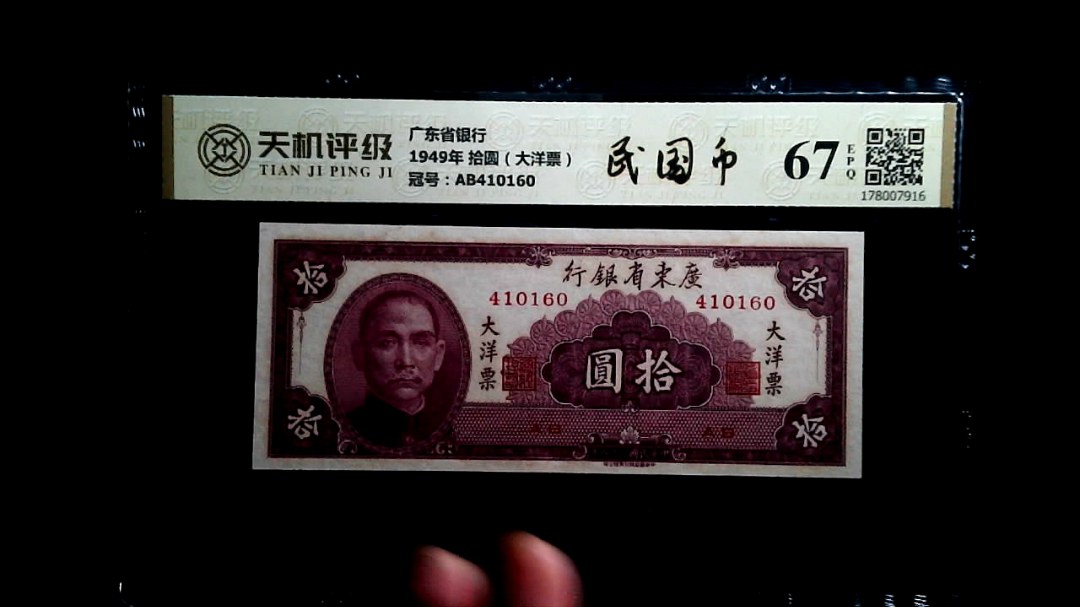 天机评级
TIAN JI PING JI
广东省银行
1949年 拾圆（大洋票）
冠号：AB410160
民国币
67
EPQ
178007916
行銀省東廣
410160
410160
拾
拾
大洋票
圓拾
大洋票
AB
AB
拾
拾